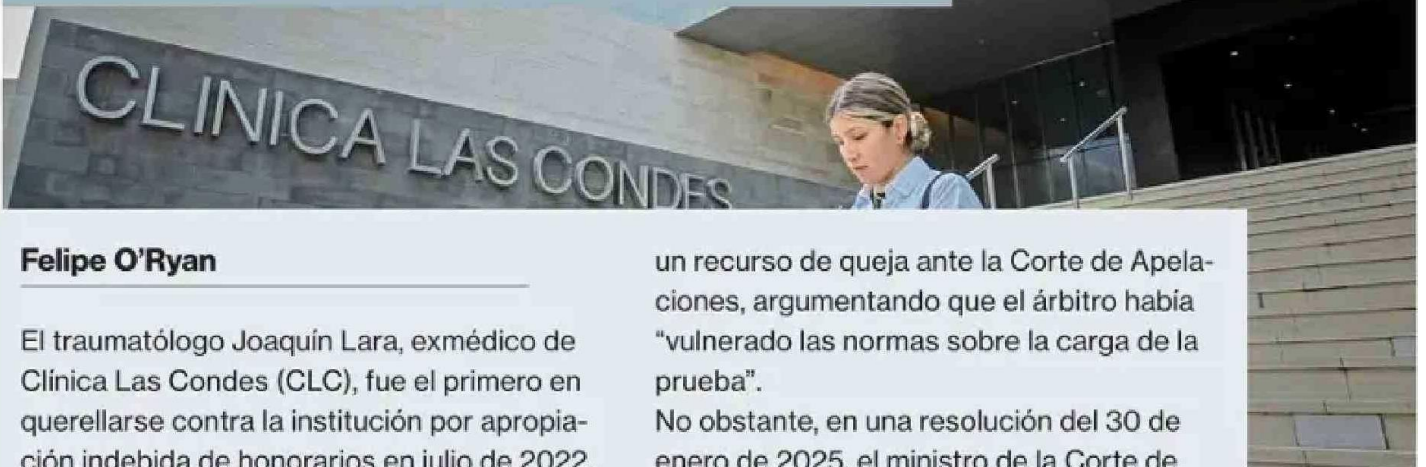 CLINICA LAS CONDES
Felipe O'Ryan
El traumatólogo Joaquín Lara, exmédico de
Clínica Las Condes (CLC), fue el primero en
querellarse contra la institución por apropia-
ción indebida de honorarios en julio de 2022
un recurso de queja ante la Corte de Apela-
ciones, argumentando que el árbitro había
“vulnerado las normas sobre la carga de la
prueba”.
No obstante, en una resolución del 30 de
enero de 2025, el ministro de la Corte de